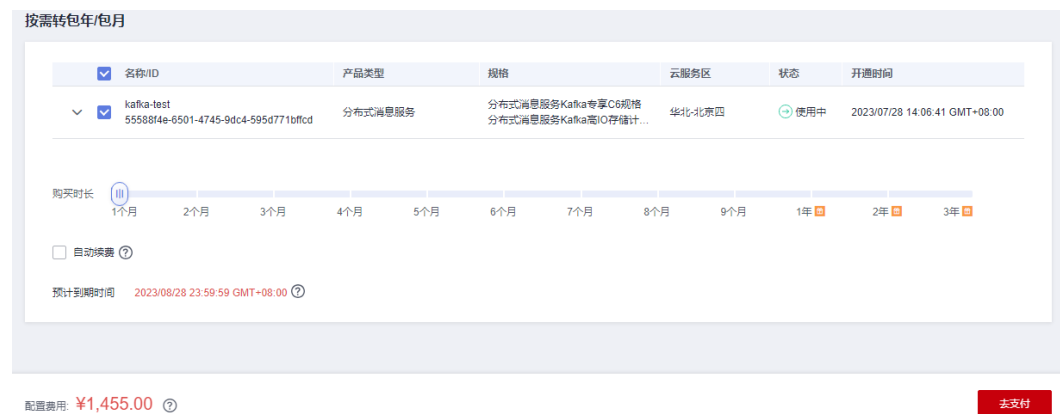 按需转包年/包月
名称/ID 产品类型 规格 云服务区 状态 开通时间
kafka-test
55588f4e-6501-4745-9dc4-595d771bffcd 分布式消息服务 分布式消息服务Kafka专享C6规格 华北-北京四 使用中 2023/07/28 14:06:41 GMT+08:00
分布式消息服务Kafka高IO存储计...
购买时长
1个月 2个月 3个月 4个月 5个月 6个月 7个月 8个月 9个月 1年 2年 3年
自动续费 ?
预计到期时间 2023/08/28 23:59:59 GMT+08:00 ?
配置费用: ¥1,455.00 ? 去支付